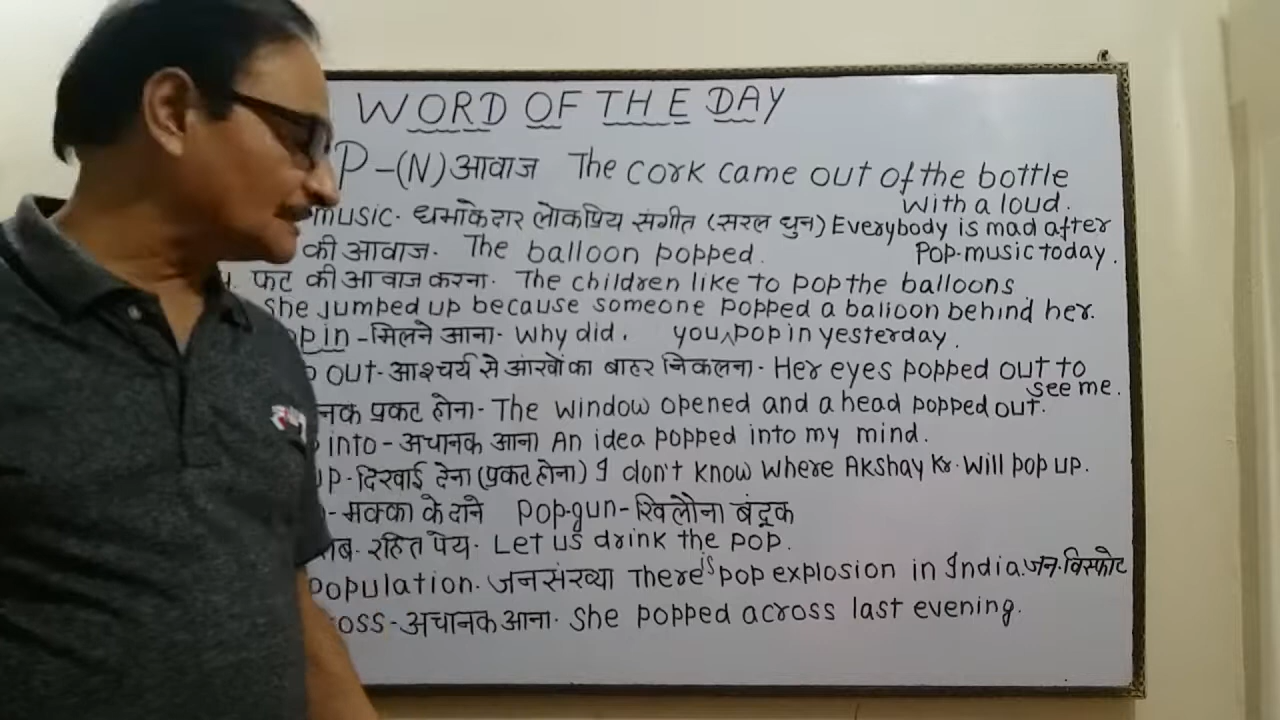 WORD OF THE DAY
P-(N) आवाज The cork came out of the bottle
with a loud.
music. धमाकेदार लोकप्रिय संगीत (सरल धुन) Everybody is mad after
की आवाज. The balloon popped. Pop-music today.
फट की आवाज करना. The children like to pop the balloons
She jumped up because someone popped a balloon behind her.
op in - मिलने आना. Why did. you^pop in yesterday.
out - आश्चर्य से आंखों का बाहर निकलना - Her eyes popped out to
see me.
नक प्रकट होना - The window opened and a head popped out.
into - अचानक आना An idea popped into my mind.
up - दिखाई देना (प्रकट होना) I don't know where Akshay Kr. will pop up.
- मक्का के दाने pop-gun - खिलौना बंदूक
रहित पेय. Let us drink the pop.
population. जनसंख्या There is pop explosion in India. जन. विस्फोट
oss - अचानक आना. She popped across last evening.